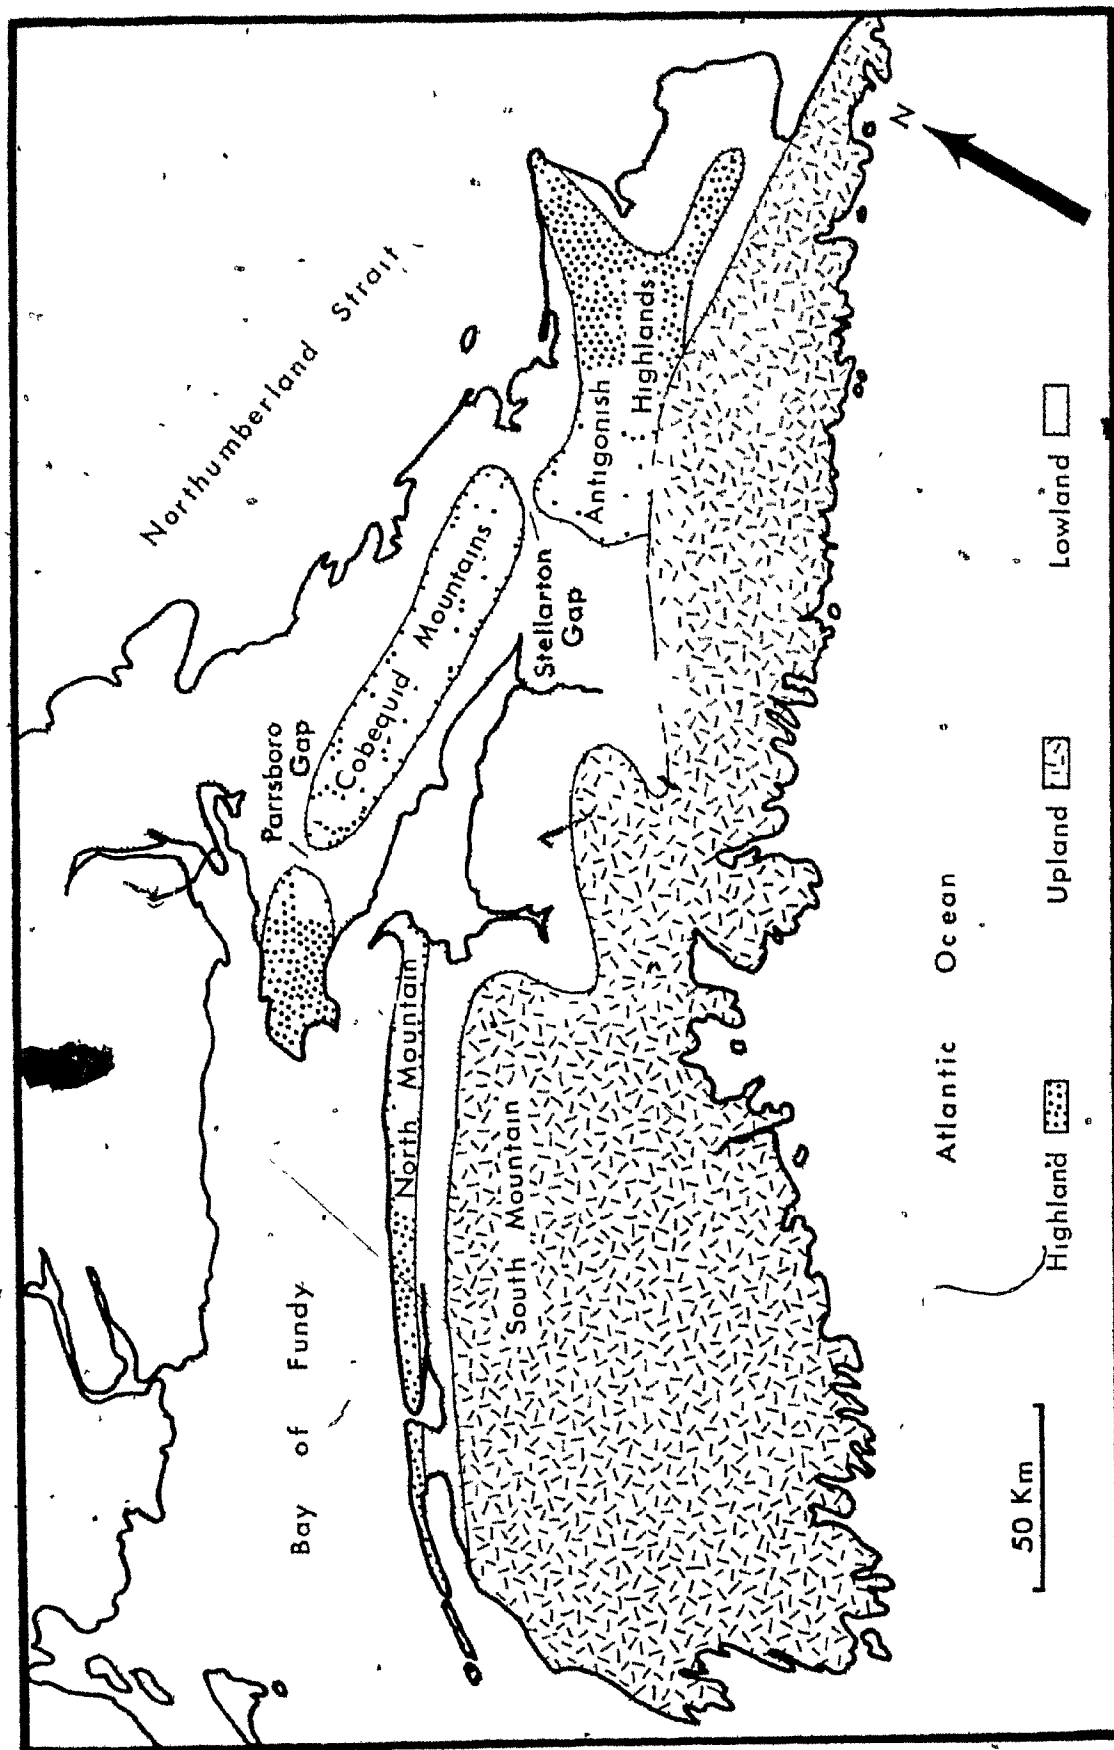 Northumberland Strait
Parrsboro
Gap
Cobequid Mountains
Stellarton
Gap
Antigonish
Highlands
N
Bay of Fundy
North Mountain
South Mountain
Atlantic Ocean
50 Km
Highland
Upland
Lowland